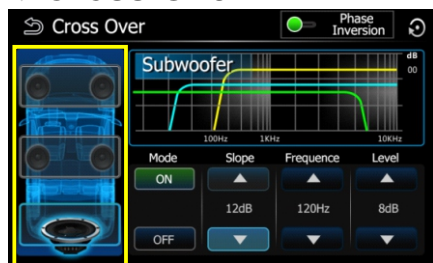 Cross Over
Phase
Inversion
Subwoofer
dB
00
100Hz 1KHz 10KHz
Mode Slope Frequence Level
ON
12dB 120Hz 8dB
OFF